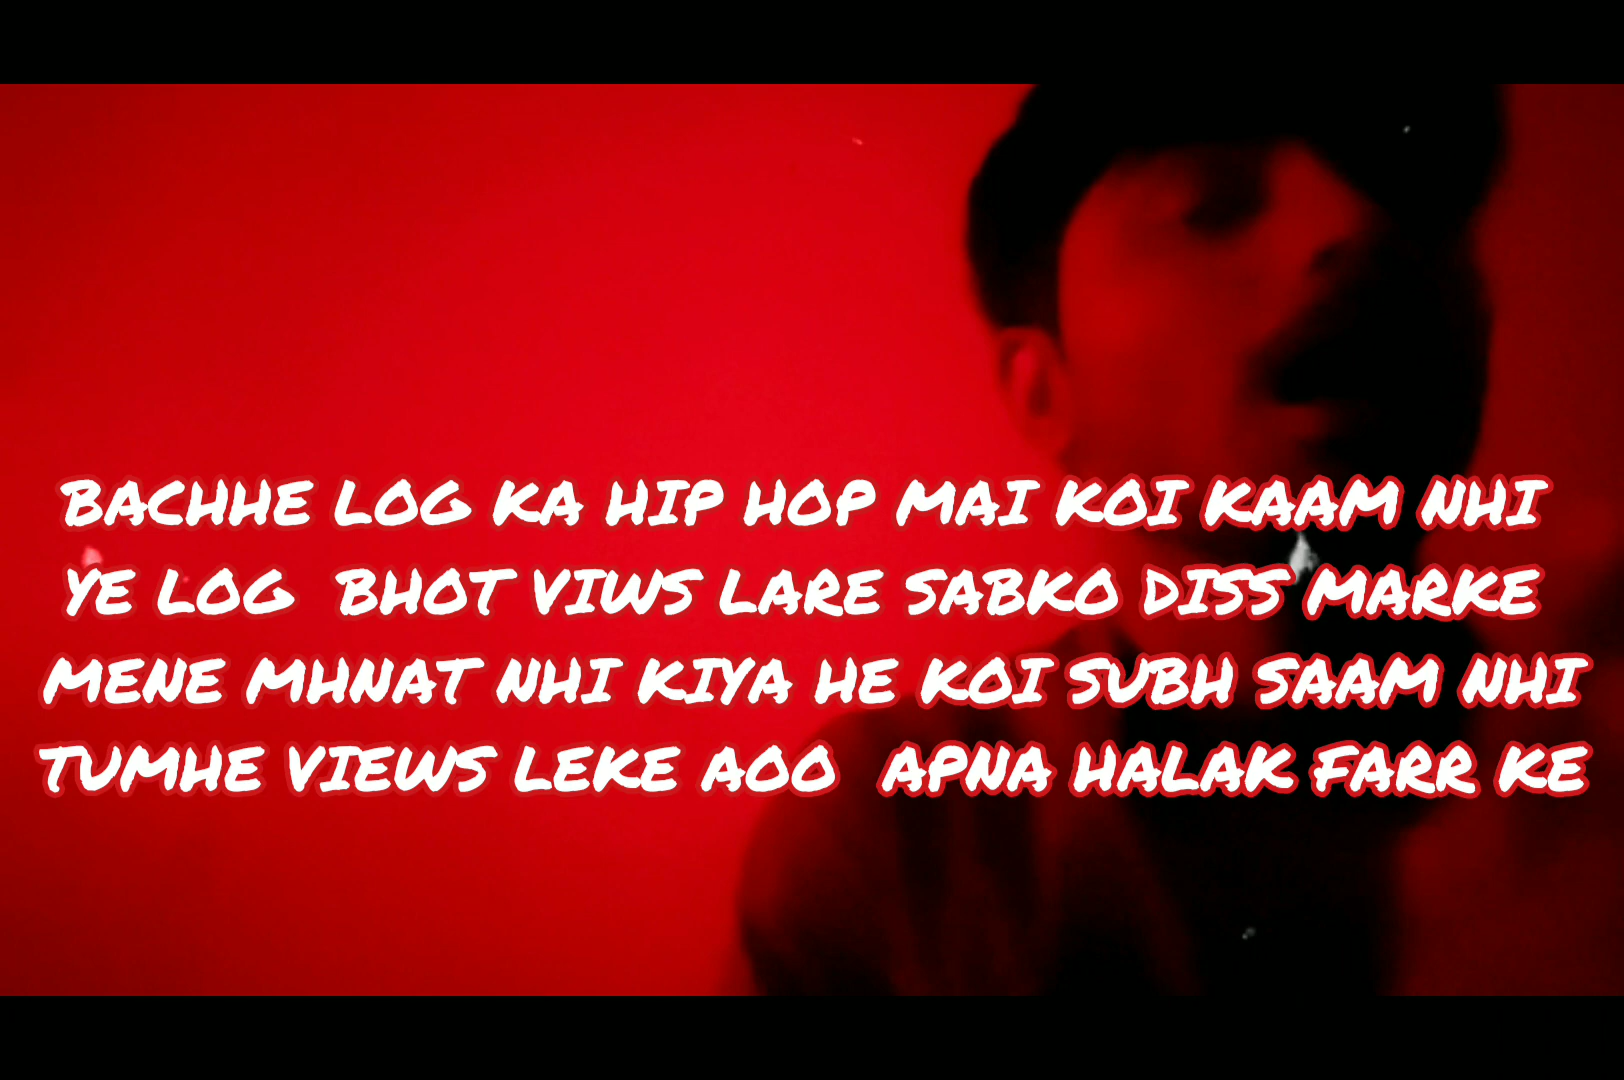 BACHHE LOG KA HIP HOP MAI KOI KAAM NHI
YE LOG BHOT VIWS LARE SABKO DISS MARKE
MENE MHNAT NHI KIYA HE KOI SUBH SAAM NHI
TUMHE VIEWS LEKE AOO APNA HALAK FARR KE